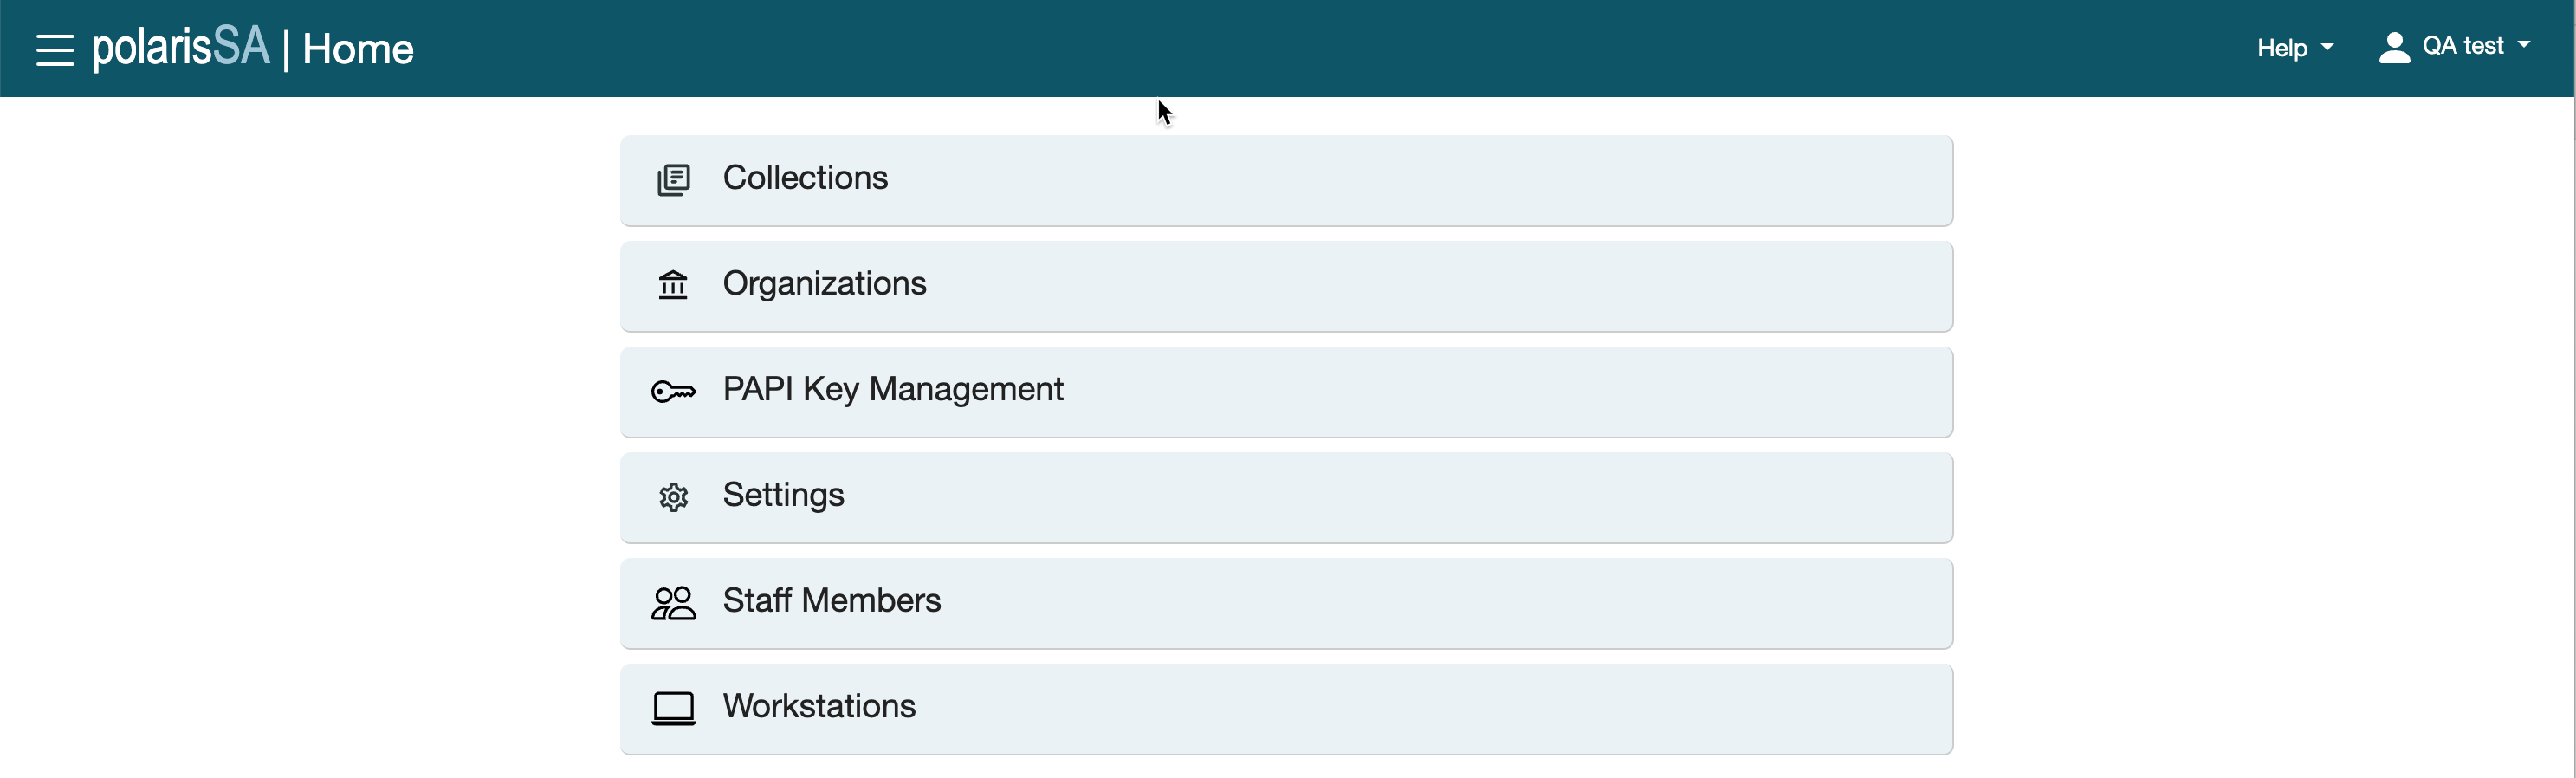 polarisSA | Home
Help
QA test
Collections
Organizations
PAPI Key Management
Settings
Staff Members
Workstations